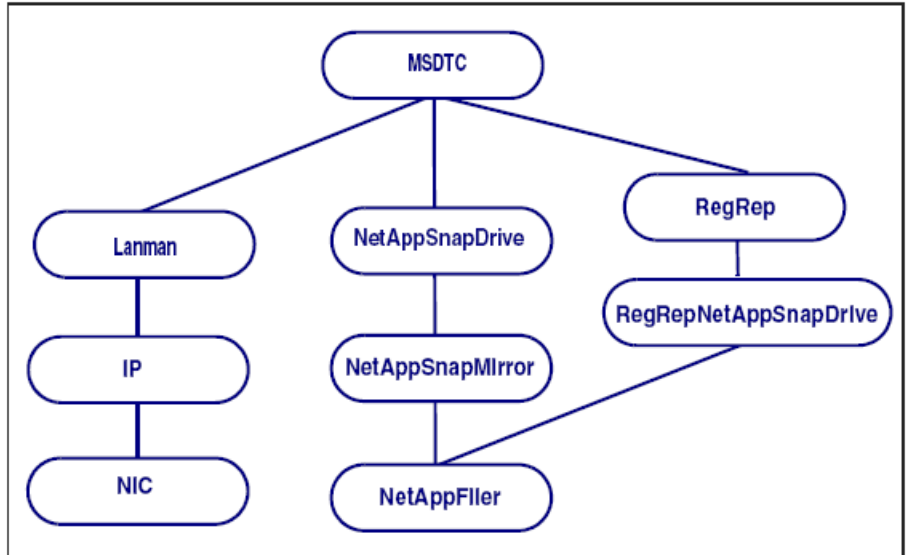 MSDTC
RegRep
Lanman
NetAppSnapDrive
RegRepNetAppSnapDrIve
IP
NetAppSnapMIrror
NIC
NetAppFIler